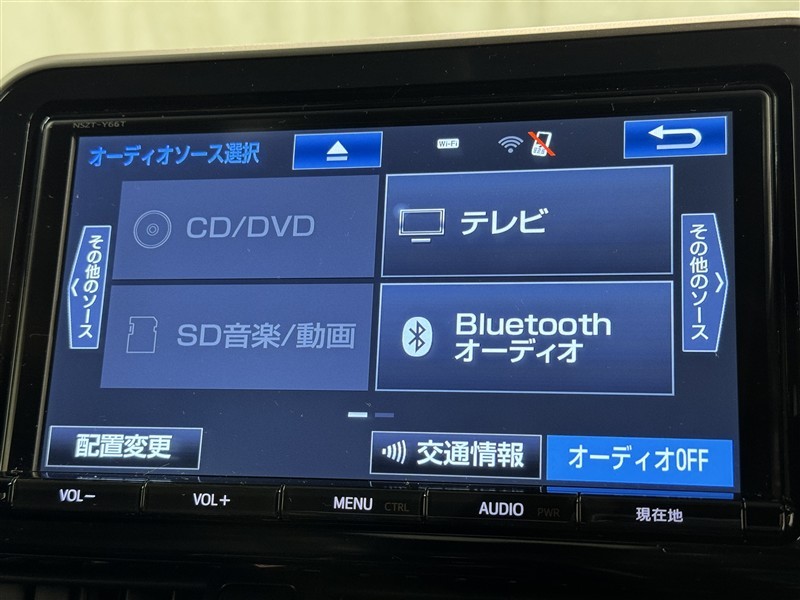 NSZT-Y66T
オーディオソース選択
Wi-Fi
CD/DVD
テレビ
その他のソース
その他のソース
SD音楽/動画
Bluetooth
オーディオ
配置変更
交通情報
オーディオOFF
VOL−
VOL+
MENU CTRL
AUDIO PWR
現在地